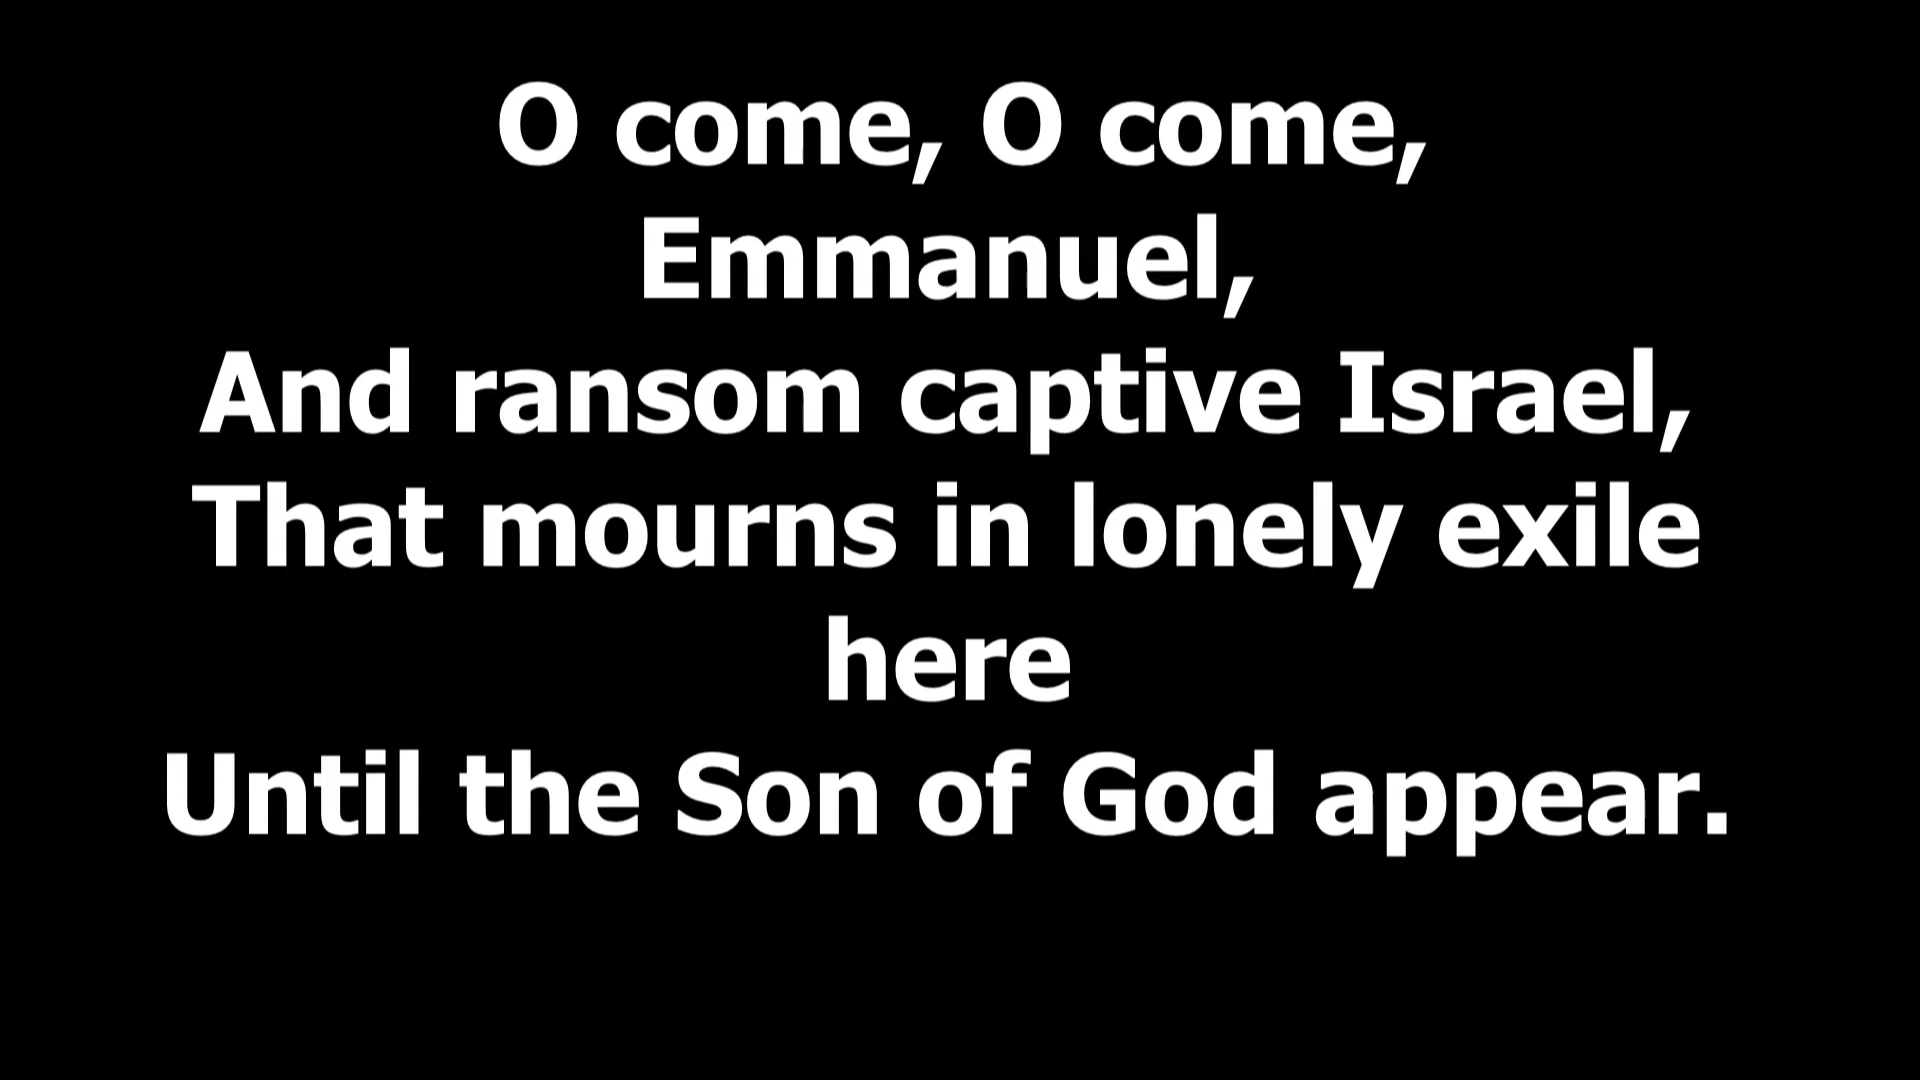 O come, O come,
Emmanuel,
And ransom captive Israel,
That mourns in lonely exile
here
Until the Son of God appear.